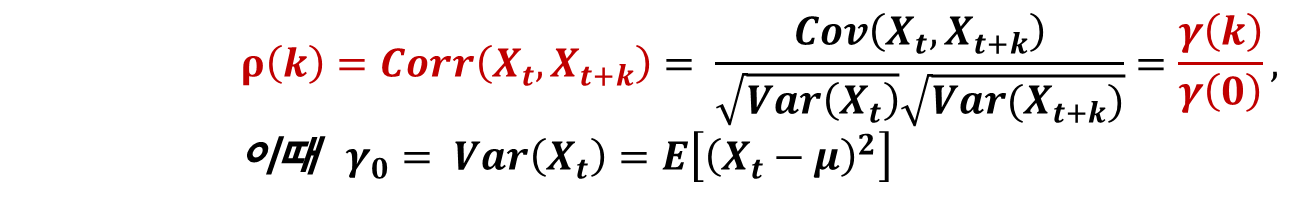 ρ(k) = Corr(X_t, X_{t+k}) = Cov(X_t, X_{t+k}) / √Var(X_t) √Var(X_{t+k}) = γ(k) / γ(0) ,
이때 γ_0 = Var(X_t) = E[(X_t − μ)^2]